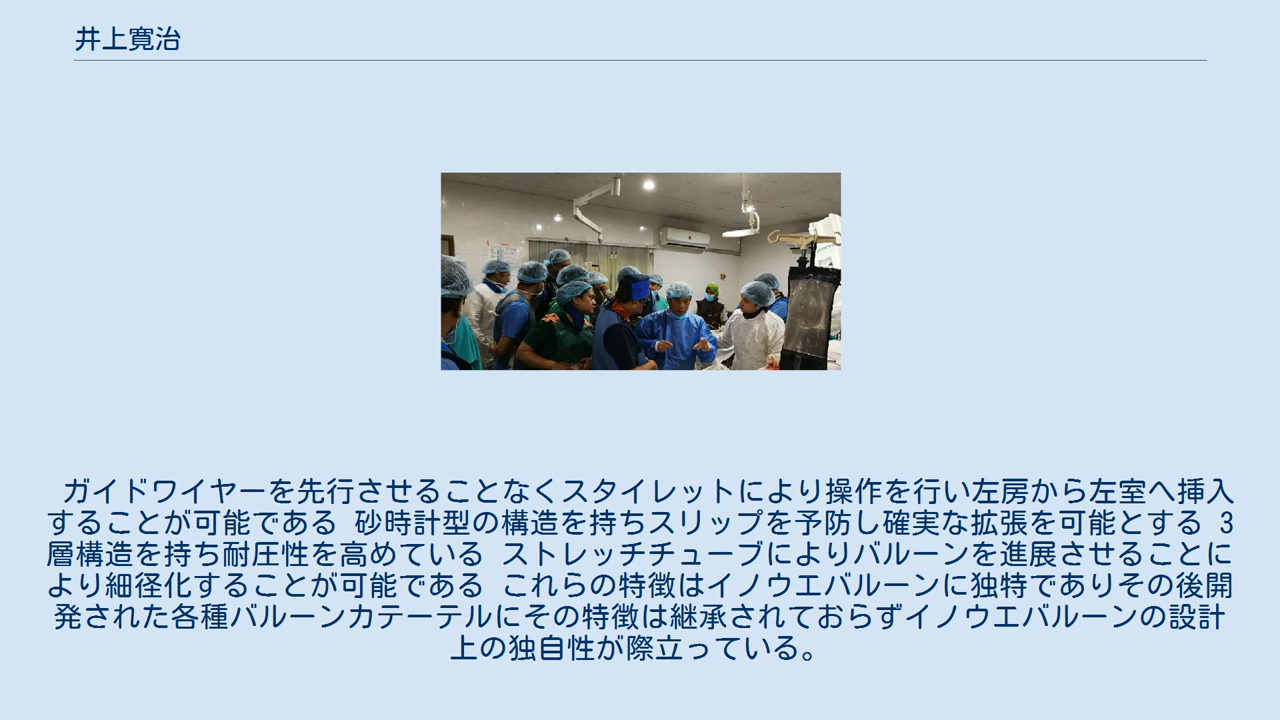 井上寛治
ガイドワイヤーを先行させることなくスタイレットにより操作を行い左房から左室へ挿入
することが可能である 砂時計型の構造を持ちスリップを予防し確実な拡張を可能とする 3
層構造を持ち耐圧性を高めている ストレッチチューブによりバルーンを進展させることに
より細径化することが可能である これらの特徴はイノウエバルーンに独特でありその後開
発された各種バルーンカテーテルにその特徴は継承されておらずイノウエバルーンの設計
上の独自性が際立っている。